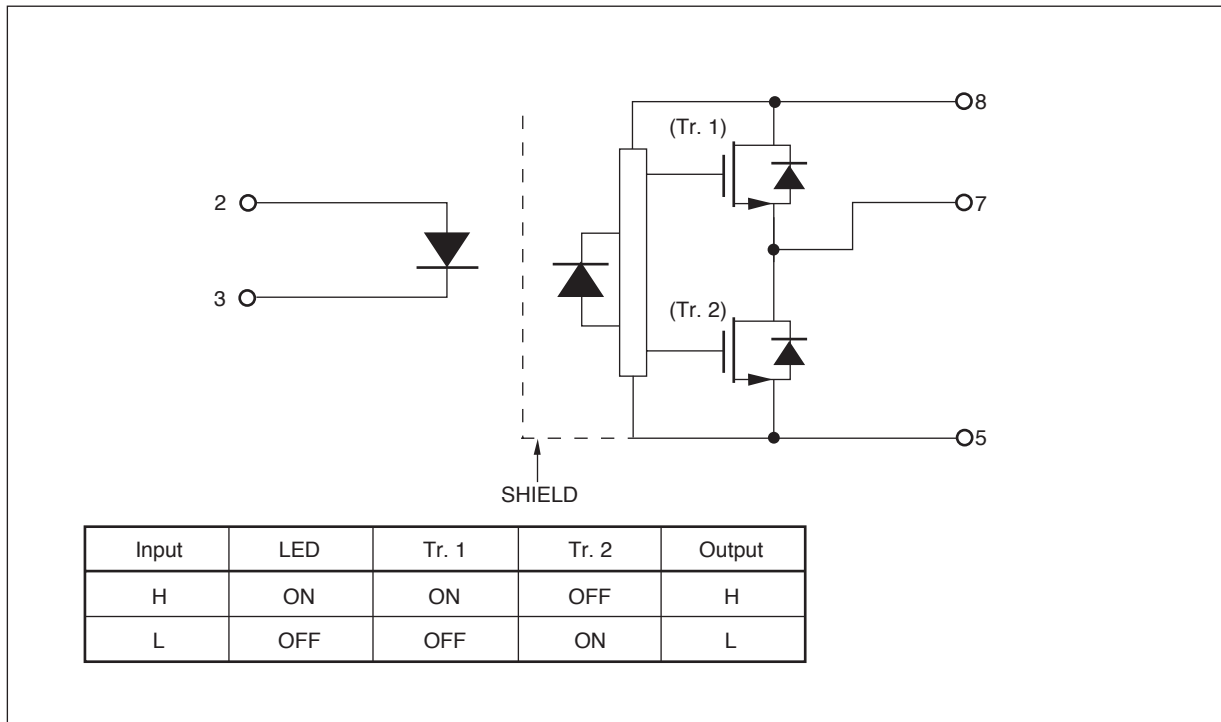 8
(Tr. 1)
2
7
3
(Tr. 2)
5
SHIELD
Input LED Tr. 1 Tr. 2 Output
H ON ON OFF H
L OFF OFF ON L